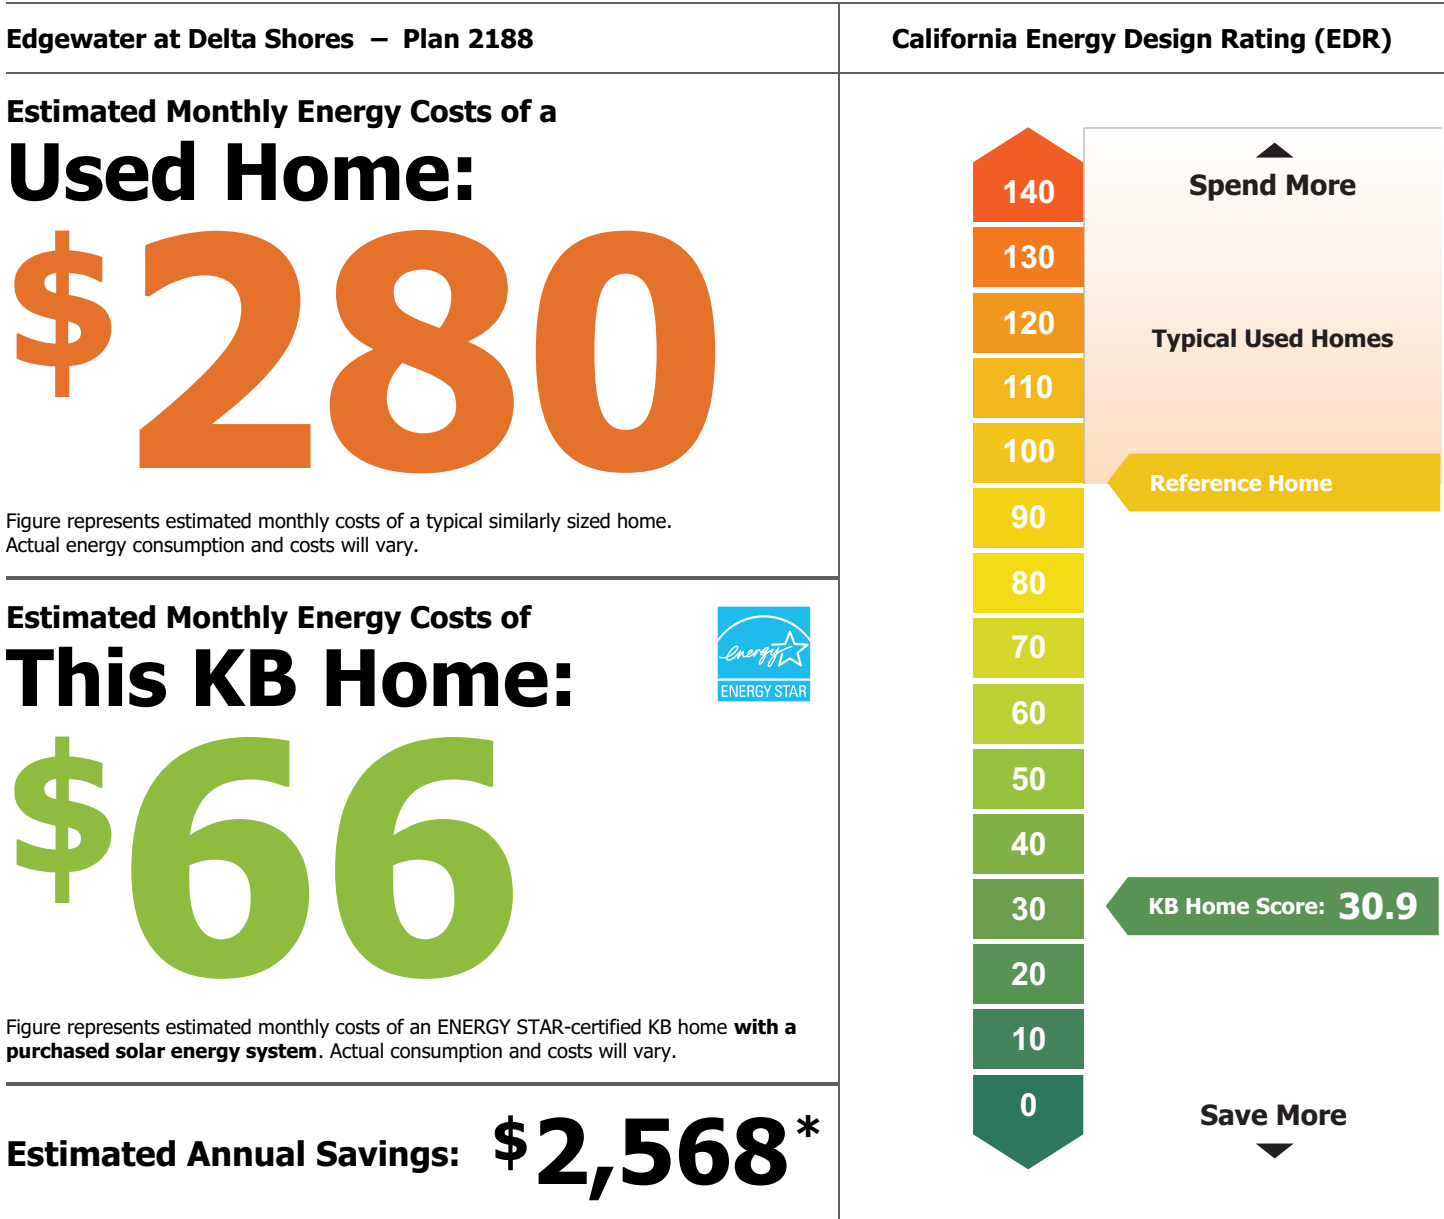 Edgewater at Delta Shores – Plan 2188
Estimated Monthly Energy Costs of a
Used Home:
$280
Figure represents estimated monthly costs of a typical similarly sized home.
Actual energy consumption and costs will vary.
Estimated Monthly Energy Costs of
This KB Home:
energy
ENERGY STAR
$66
Figure represents estimated monthly costs of an ENERGY STAR-certified KB home with a
purchased solar energy system. Actual consumption and costs will vary.
Estimated Annual Savings: $2,568*
California Energy Design Rating (EDR)
Spend More
140
130
120
Typical Used Homes
110
100
Reference Home
90
80
70
60
50
40
30
KB Home Score: 30.9
20
10
0
Save More